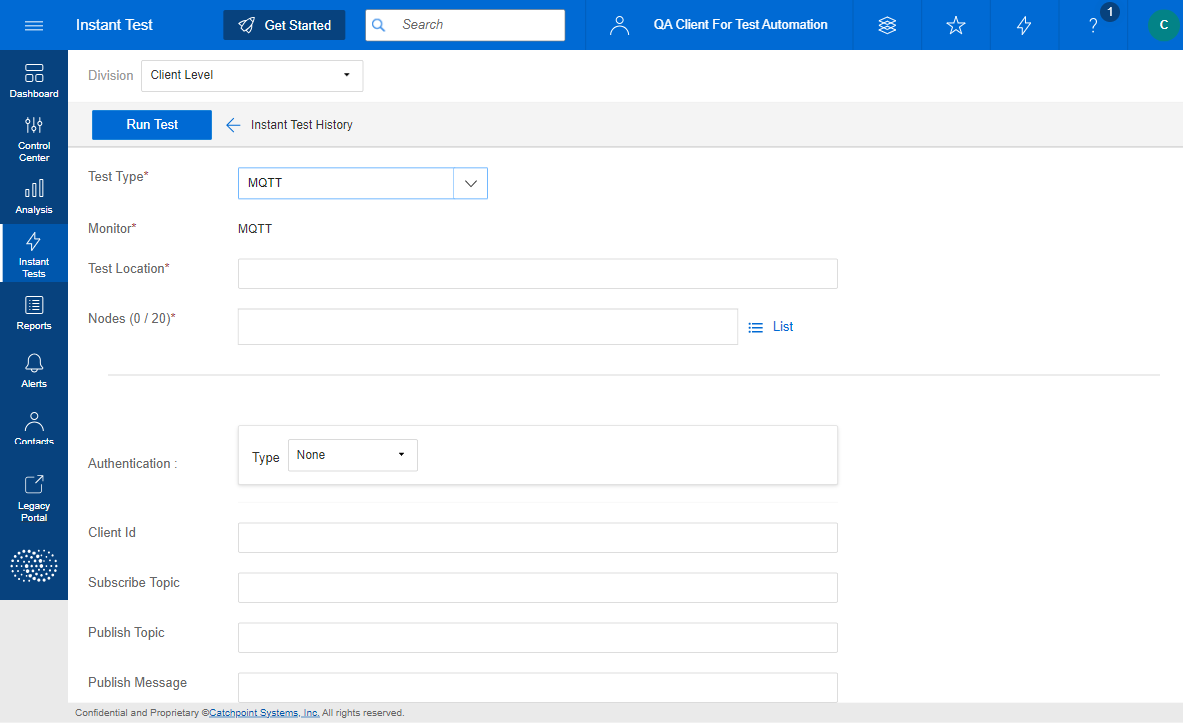 Instant Test
Get Started
Search
QA Client For Test Automation
?
1
C
Dashboard
Control
Center
Analysis
Instant
Tests
Reports
Alerts
Contacts
Legacy
Portal
Division
Client Level
Run Test
Instant Test History
Test Type*
MQTT
Monitor*
MQTT
Test Location*
Nodes (0 / 20)*
List
Authentication :
Type
None
Client Id
Subscribe Topic
Publish Topic
Publish Message
Confidential and Proprietary ©Catchpoint Systems, Inc. All rights reserved.